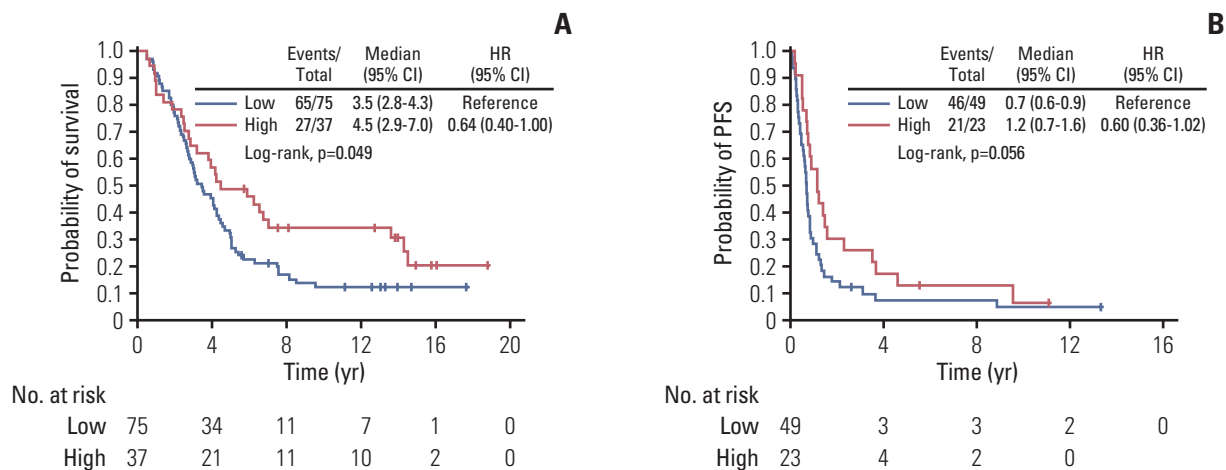 A
Probability of survival
1.0
0.9
0.8
0.7
0.6
0.5
0.4
0.3
0.2
0.1
0
Events/ Median HR
Total (95% CI) (95% CI)
Low 65/75 3.5 (2.8-4.3) Reference
High 27/37 4.5 (2.9-7.0) 0.64 (0.40-1.00)
Log-rank, p=0.049
0 4 8 12 16 20
Time (yr)
No. at risk
Low 75 34 11 7 1 0
High 37 21 11 10 2 0
B
Probability of PFS
1.0
0.9
0.8
0.7
0.6
0.5
0.4
0.3
0.2
0.1
0
Events/ Median HR
Total (95% CI) (95% CI)
Low 46/49 0.7 (0.6-0.9) Reference
High 21/23 1.2 (0.7-1.6) 0.60 (0.36-1.02)
Log-rank, p=0.056
0 4 8 12 16
Time (yr)
No. at risk
Low 49 3 3 2 0
High 23 4 2 0